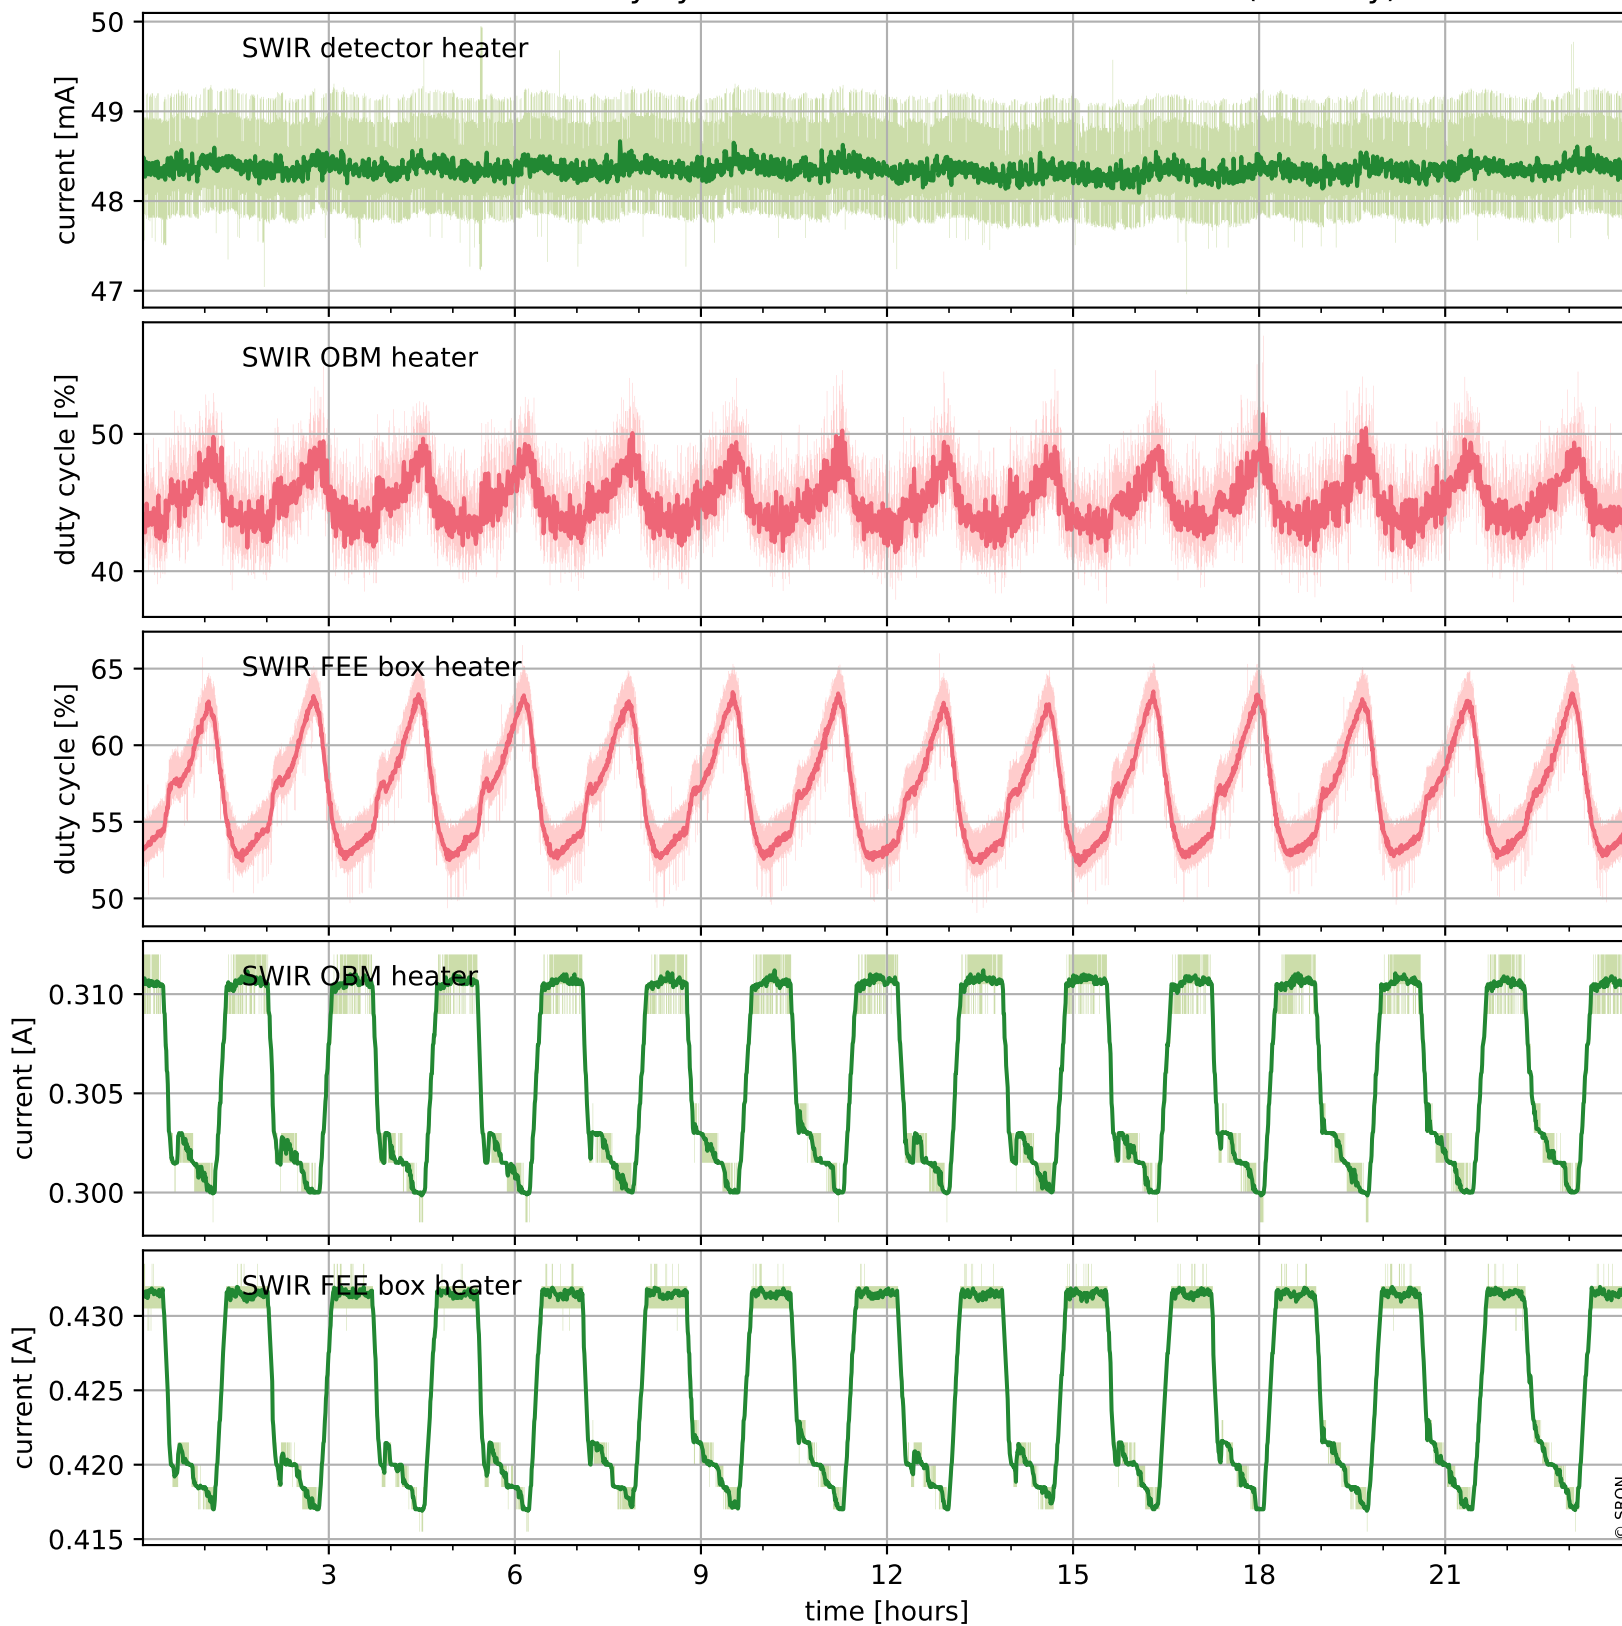 50
SWIR detector heater
49
48
47
current [mA]
SWIR OBM heater
50
40
duty cycle [%]
65
SWIR FEE box heater
60
55
50
duty cycle [%]
SWIR OBM heater
0.310
0.305
0.300
current [A]
SWIR FEE box heater
0.430
0.425
0.420
0.415
current [A]
© SRON
3 6 9 12 15 18 21
time [hours]